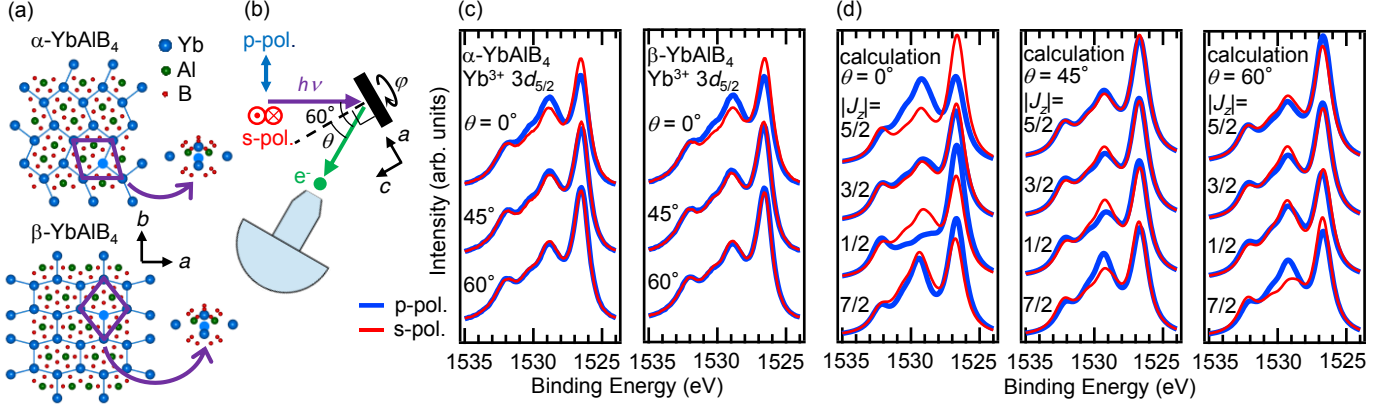 (a)
α-YbAlB4
Yb
Al
B
b
a
β-YbAlB4
(b)
p-pol.
hν
s-pol.
60°
θ
φ
a
c
e-
(c)
Intensity (arb. units)
α-YbAlB4
Yb3+ 3d5/2
θ = 0°
45°
60°
1535 1530 1525
β-YbAlB4
Yb3+ 3d5/2
θ = 0°
45°
60°
1535 1530 1525
Binding Energy (eV)
p-pol.
s-pol.
(d)
calculation
θ = 0°
|Jz|=
5/2
3/2
1/2
7/2
1535 1530 1525
calculation
θ = 45°
|Jz|=
5/2
3/2
1/2
7/2
1535 1530 1525
calculation
θ = 60°
|Jz|=
5/2
3/2
1/2
7/2
1535 1530 1525
Binding Energy (eV)